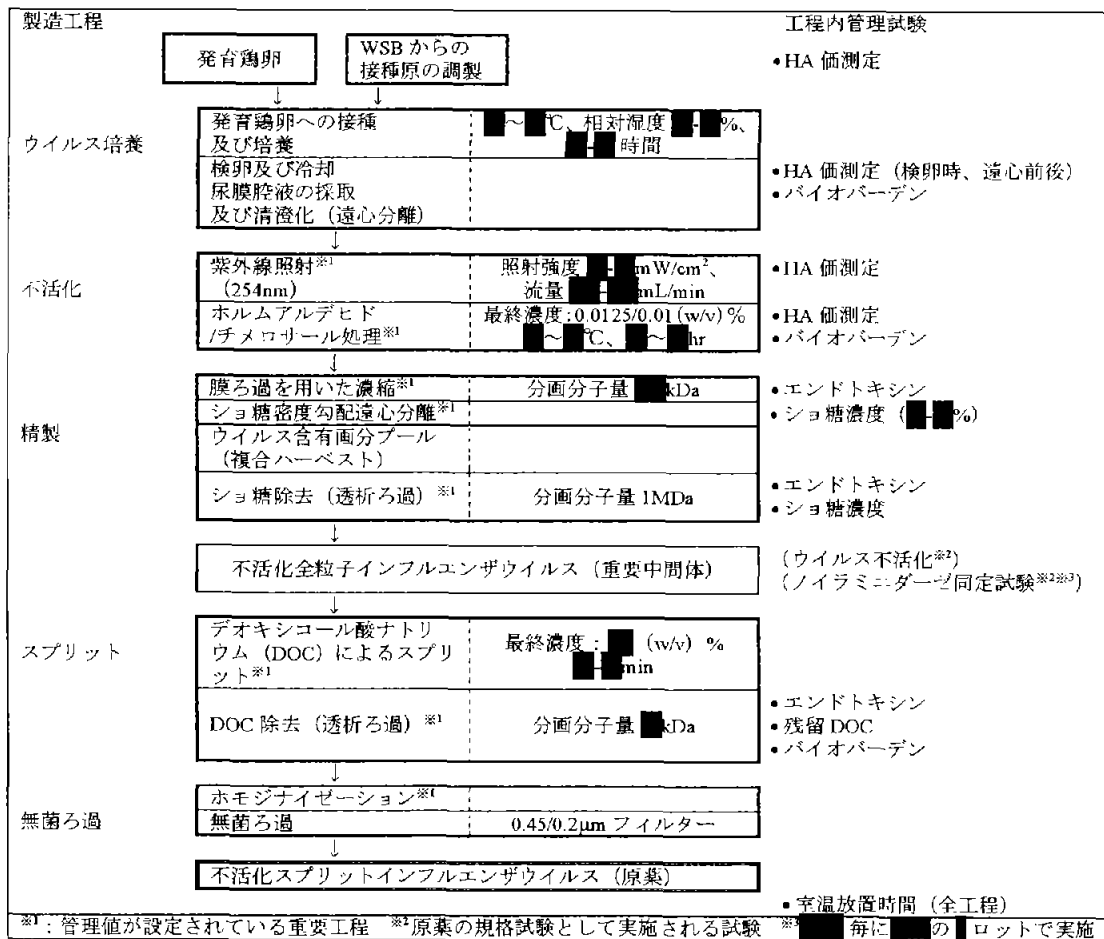 製造工程
工程内管理試験
発育鶏卵
WSB からの
接種原の調製
•HA 価測定
ウイルス培養
発育鶏卵への接種
及び培養
■~■℃、相対湿度■-■%、
■-■時間
検卵及び冷却
尿膜腔液の採取
及び清澄化（遠心分離）
•HA 価測定（検卵時、遠心前後）
•バイオバーデン
不活化
紫外線照射※1
（254nm）
照射強度■-■mW/cm²、
流量■-■mL/min
•HA 価測定
ホルムアルデヒド
/チメロサール処理※1
最終濃度:0.0125/0.01 (w/v) %
■~■℃、■~■hr
•HA 価測定
•バイオバーデン
精製
膜ろ過を用いた濃縮※1
分画分子量■kDa
•エンドトキシン
ショ糖密度勾配遠心分離※1
•ショ糖濃度（■-■%）
ウイルス含有画分プール
（複合ハーベスト）
ショ糖除去（透析ろ過）※1
分画分子量 1MDa
•エンドトキシン
•ショ糖濃度
不活化全粒子インフルエンザウイルス（重要中間体）
（ウイルス不活化※2）
（ノイラミニダーゼ同定試験※2※3）
スプリット
デオキシコール酸ナトリ
ウム（DOC）によるスプリ
ット※1
最終濃度：■ (w/v) %
■-■min
DOC 除去（透析ろ過）※1
分画分子量■kDa
•エンドトキシン
•残留 DOC
•バイオバーデン
無菌ろ過
ホモジナイゼーション※1
無菌ろ過
0.45/0.2μm フィルター
不活化スプリットインフルエンザウイルス（原薬）
•室温放置時間（全工程）
※1：管理値が設定されている重要工程 ※2 原薬の規格試験として実施される試験 ※3■毎に■の■ロットで実施